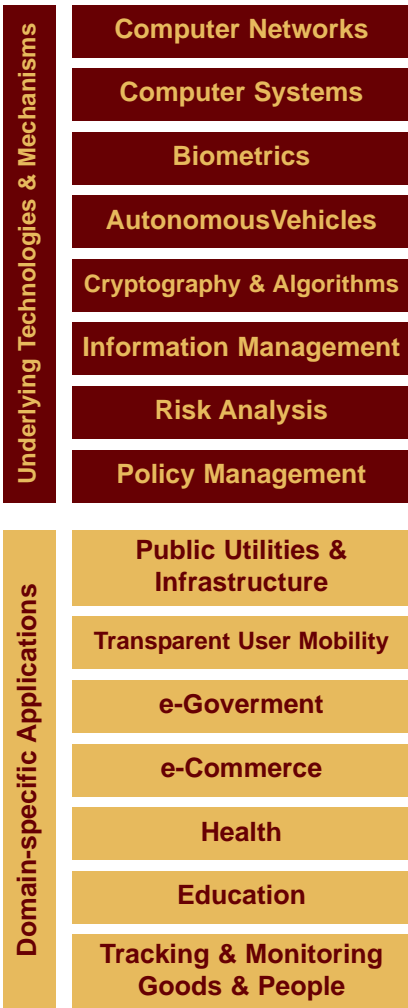 Underlying Technologies & Mechanisms
Computer Networks
Computer Systems
Biometrics
AutonomousVehicles
Cryptography & Algorithms
Information Management
Risk Analysis
Policy Management
Domain-specific Applications
Public Utilities &
Infrastructure
Transparent User Mobility
e-Goverment
e-Commerce
Health
Education
Tracking & Monitoring
Goods & People